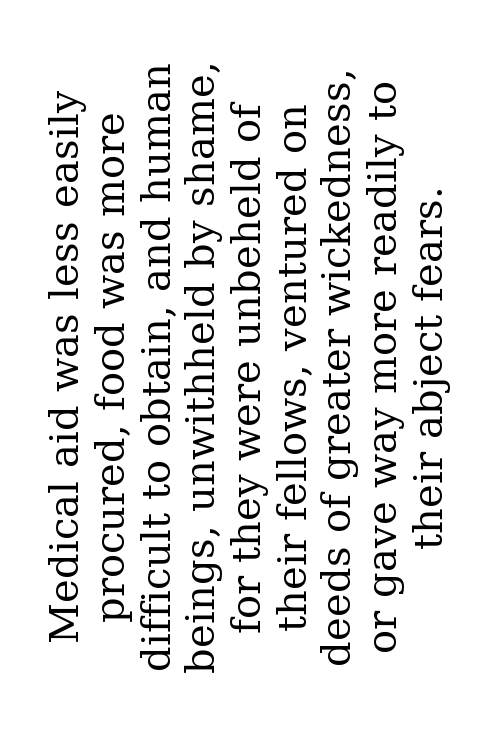 Medical aid was less easily
procured, food was more
difficult to obtain, and human
beings, unwithheld by shame,
for they were unbeheld of
their fellows, ventured on
deeds of greater wickedness,
or gave way more readily to
their abject fears.